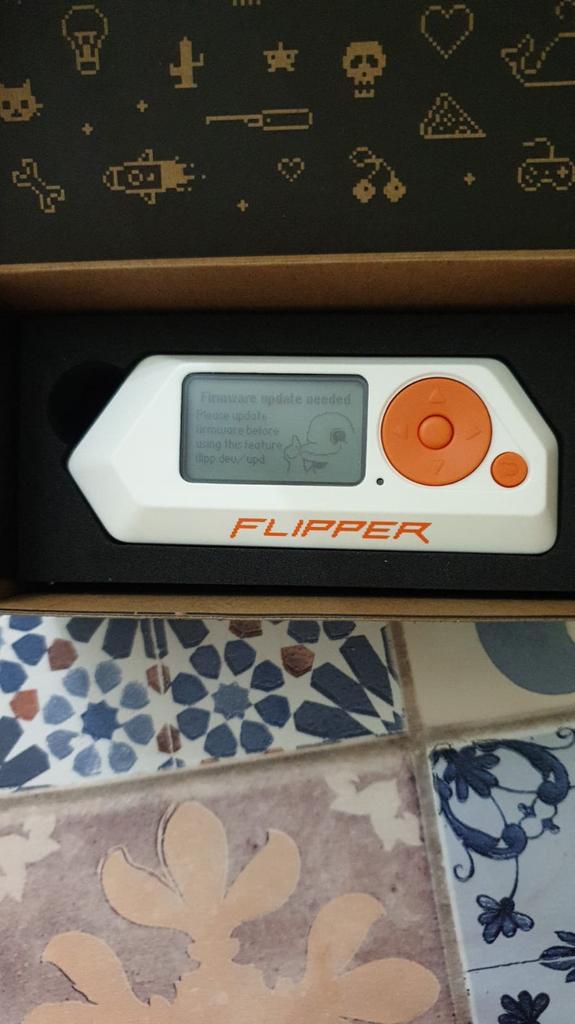 Firmware update needed
Please update
firmware before
using this feature
flipp.dev/upd
FLIPPER